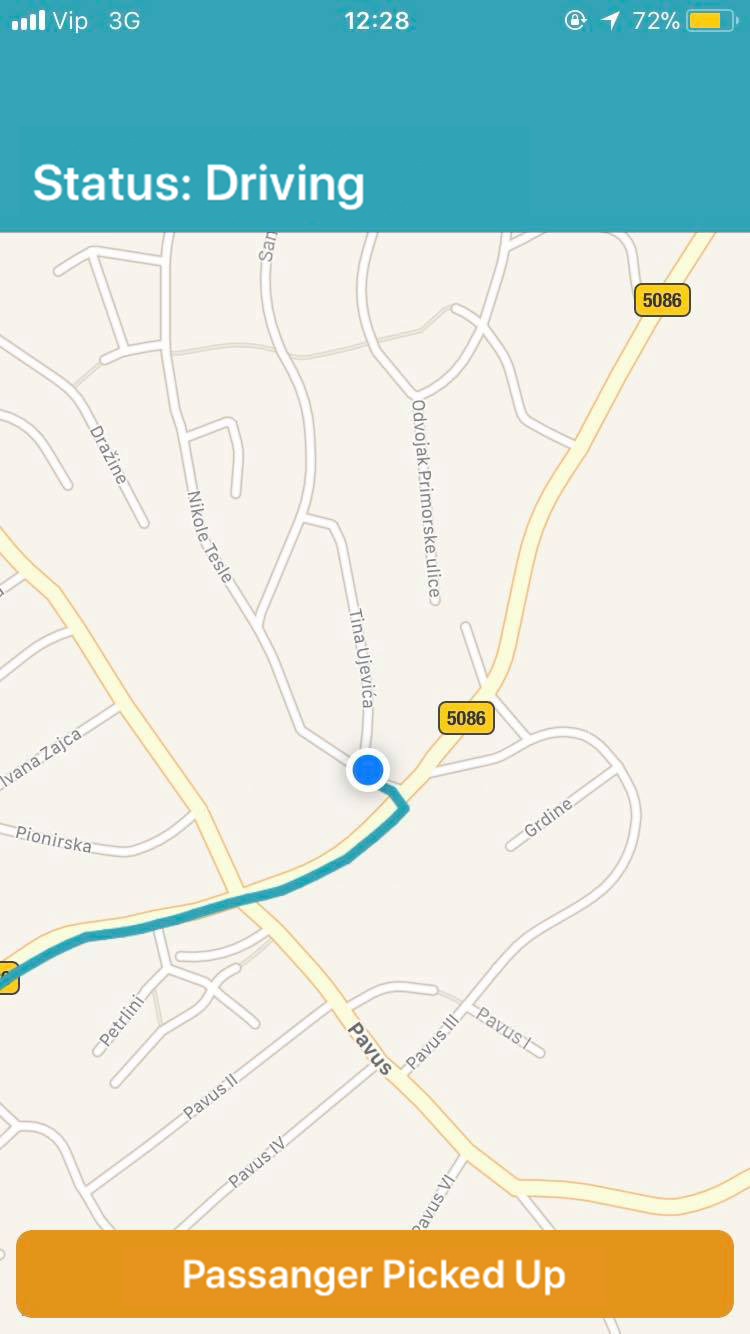 Vip 3G 12:28 72%
Status: Driving
San
5086
Dražine
Odvojak Primorske ulice
Nikole Tesle
Tina Ujevića
5086
Ivana Zajca
Grdine
Pionirska
Petrlini
Pavus
Pavus III
Pavus I
Pavus II
Pavus IV
Pavus VI
Passanger Picked Up